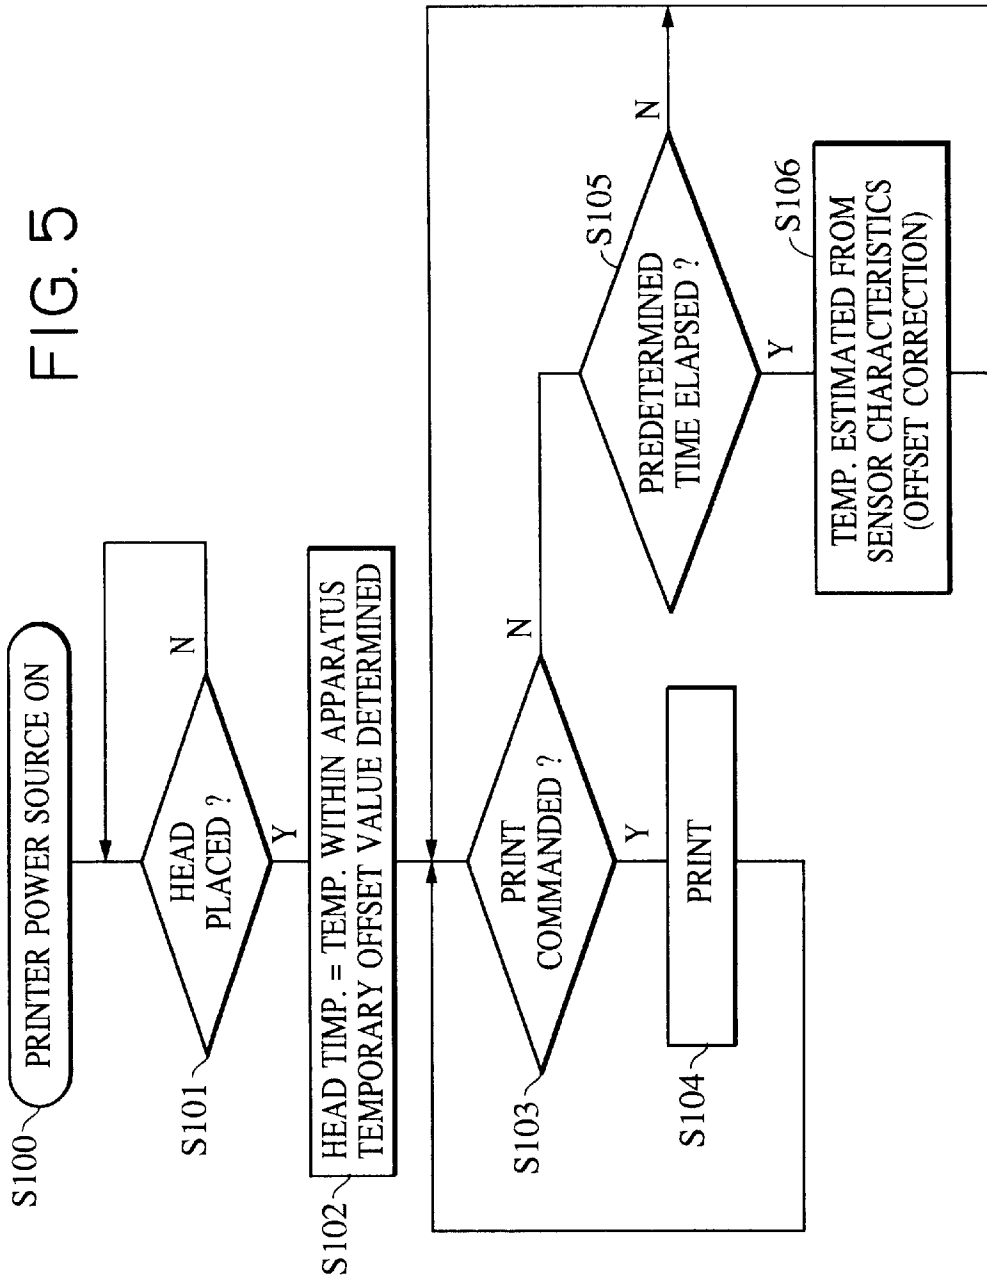 FIG. 5
S100
PRINTER POWER SOURCE ON
S101
HEAD
PLACED ?
N
Y
S102
HEAD TIMP. = TEMP. WITHIN APPARATUS
TEMPORARY OFFSET VALUE DETERMINED
S103
PRINT
COMMANDED ?
N
Y
S104
PRINT
S105
PREDETERMINED
TIME ELAPSED ?
N
Y
S106
TEMP. ESTIMATED FROM
SENSOR CHARACTERISTICS
(OFFSET CORRECTION)